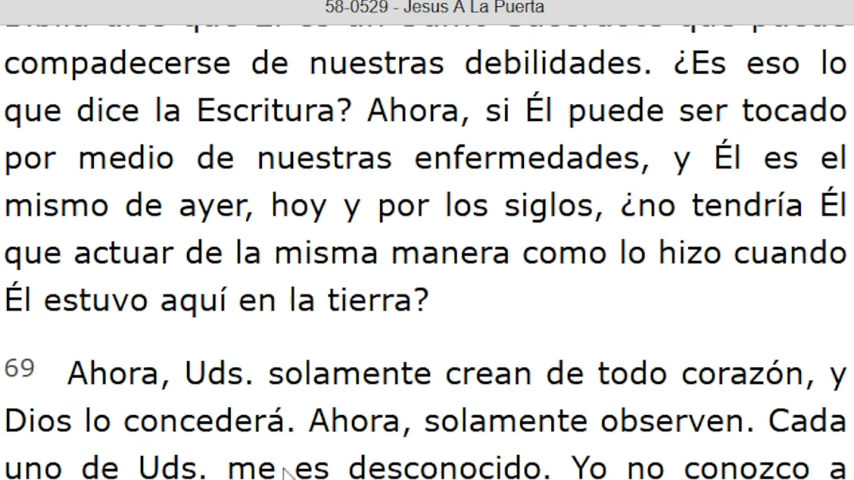 58-0529 - Jesus A La Puerta
compadecerse de nuestras debilidades. ¿Es eso lo
que dice la Escritura? Ahora, si Él puede ser tocado
por medio de nuestras enfermedades, y Él es el
mismo de ayer, hoy y por los siglos, ¿no tendría Él
que actuar de la misma manera como lo hizo cuando
Él estuvo aquí en la tierra?
69 Ahora, Uds. solamente crean de todo corazón, y
Dios lo concederá. Ahora, solamente observen. Cada
uno de Uds. me es desconocido. Yo no conozco a